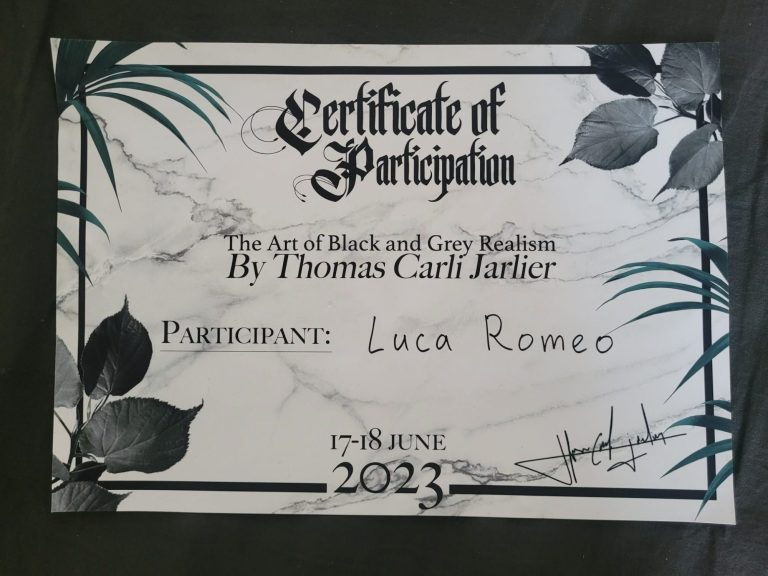 Certificate of
Participation
The Art of Black and Grey Realism
By Thomas Carli Jarlier
PARTICIPANT: Luca Romeo
17-18 JUNE
2023